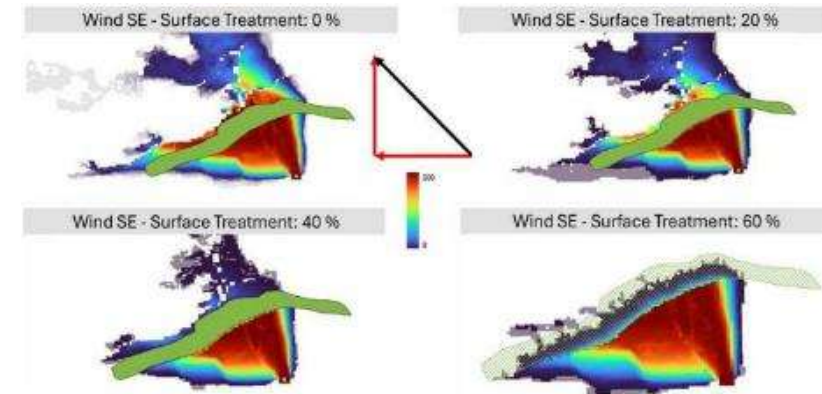 Wind SE - Surface Treatment: 0 %
Wind SE - Surface Treatment: 20 %
0
Wind SE - Surface Treatment: 40 %
Wind SE - Surface Treatment: 60 %